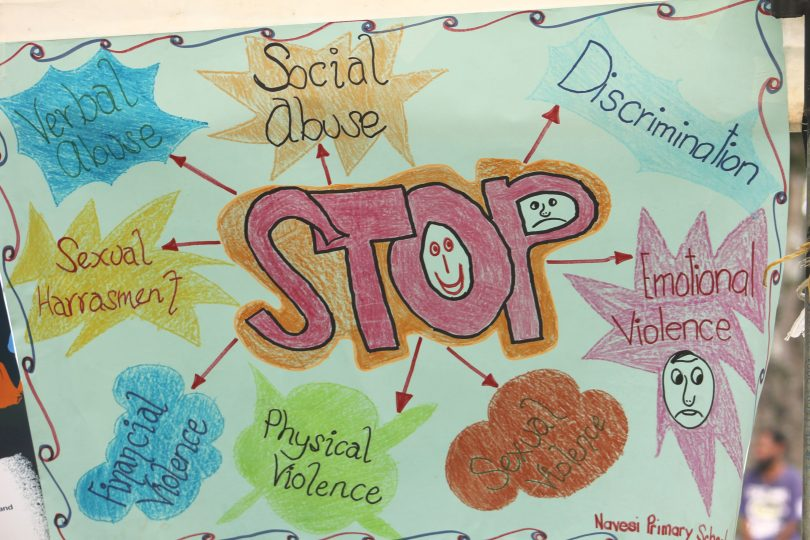 Verbal
Abuse
Social
Abuse
Discrimination
STOP
Sexual
Harrasment
Emotional
Violence
Financial
Violence
Physical
Violence
Sexual
Violence
Navesi Primary School
and